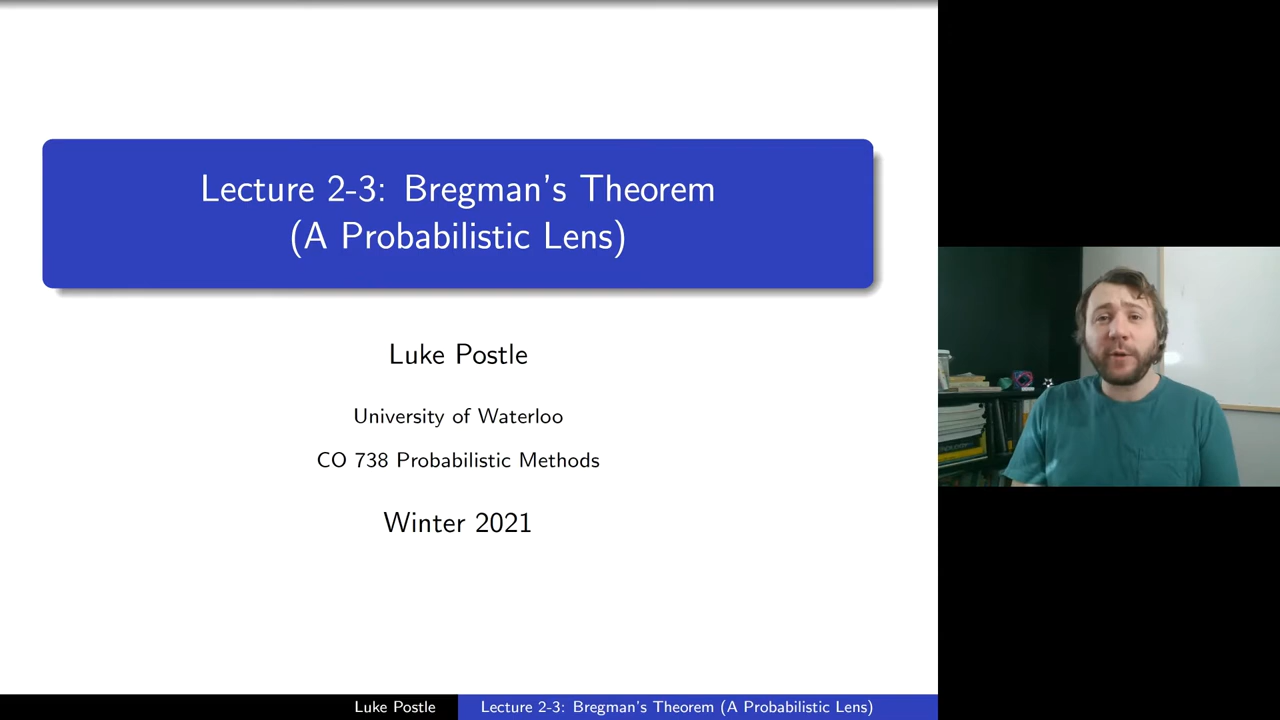 Lecture 2-3: Bregman's Theorem
(A Probabilistic Lens)
Luke Postle
University of Waterloo
CO 738 Probabilistic Methods
Winter 2021
Luke Postle
Lecture 2-3: Bregman's Theorem (A Probabilistic Lens)